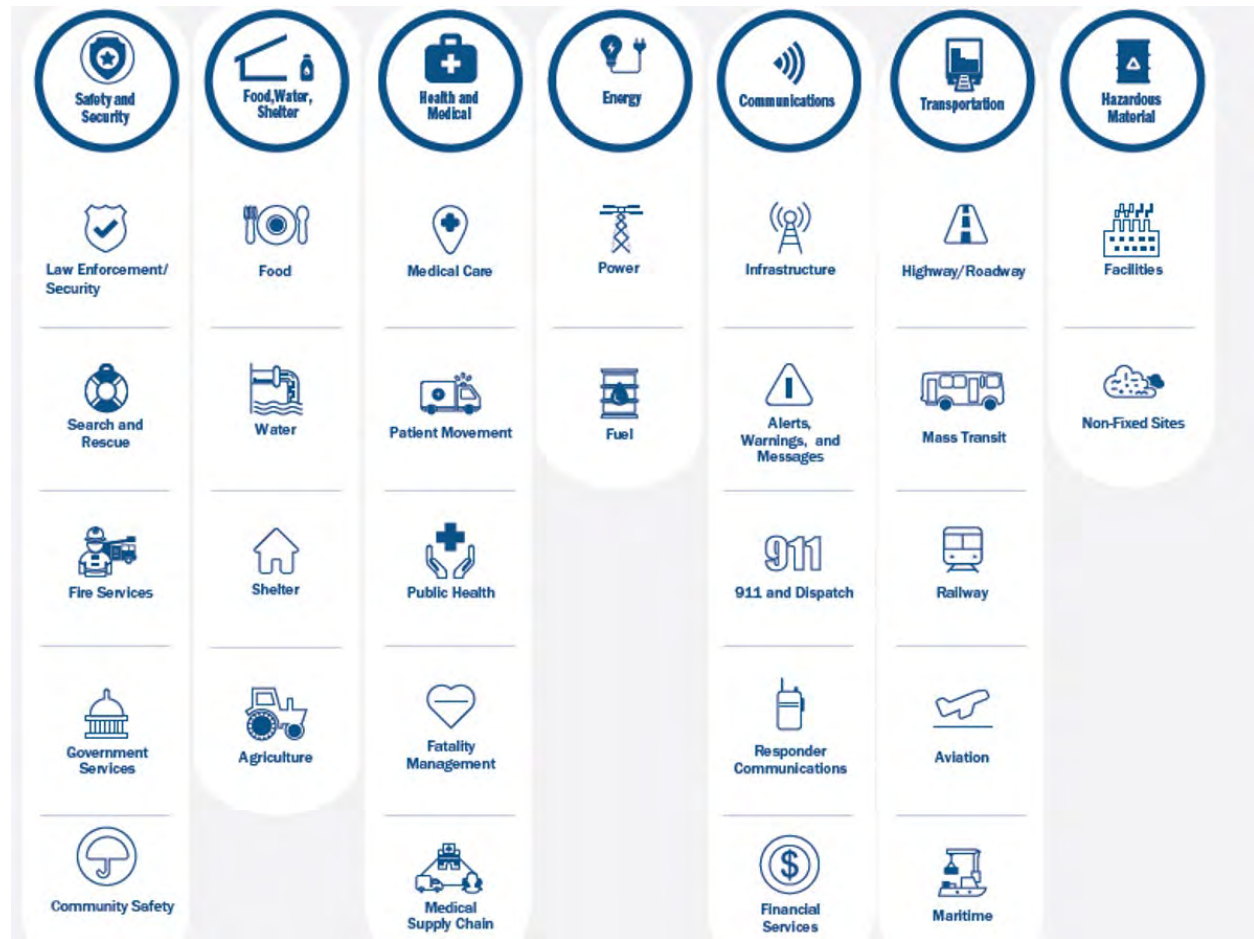 Safety and
Security
Food,Water,
Shelter
Health and
Medical
Energy
Communications
Transportation
Hazardous
Material
Law Enforcement/
Security
Food
Medical Care
Power
Infrastructure
Highway/Roadway
Facilities
Search and
Rescue
Water
Patient Movement
Fuel
Alerts,
Warnings, and
Messages
Mass Transit
Non-Fixed Sites
Fire Services
Shelter
Public Health
911
911 and Dispatch
Railway
Government
Services
Agriculture
Fatality
Management
Responder
Communications
Aviation
Community Safety
Medical
Supply Chain
$
Financial
Services
Maritime